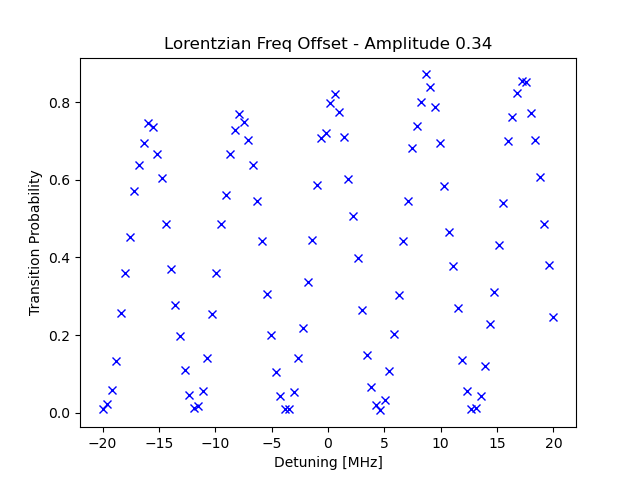 Lorentzian Freq Offset - Amplitude 0.34
Transition Probability
0.8
0.6
0.4
0.2
0.0
−20 −15 −10 −5 0 5 10 15 20
Detuning [MHz]